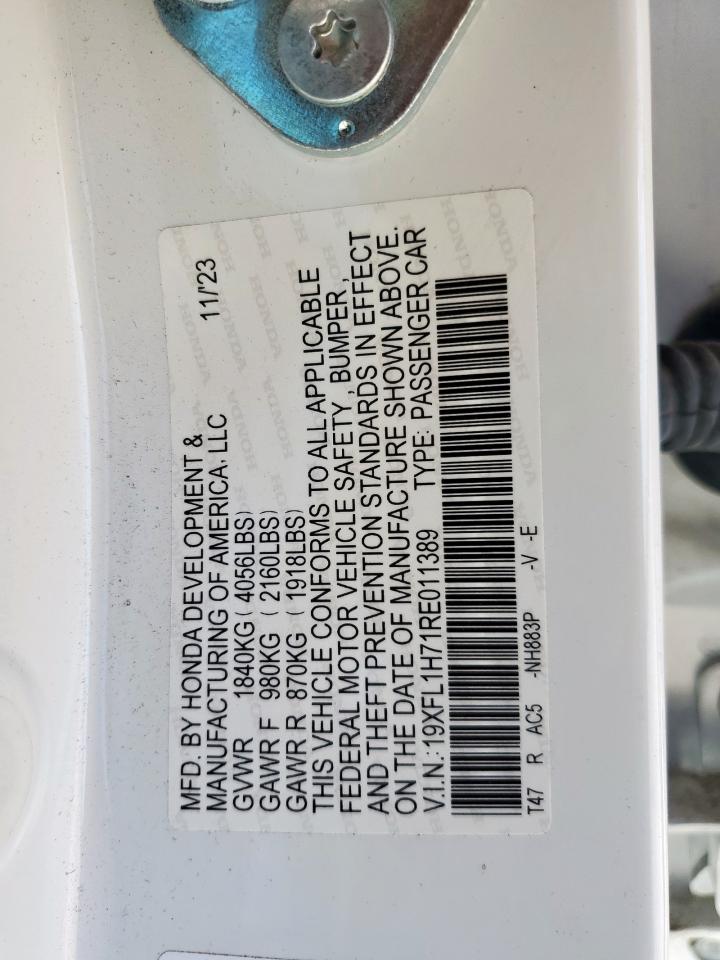 MFD. BY HONDA DEVELOPMENT & 11/'23
MANUFACTURING OF AMERICA, LLC
GVWR 1840KG ( 4056LBS)
GAWR F 980KG ( 2160LBS)
GAWR R 870KG ( 1918LBS)
THIS VEHICLE CONFORMS TO ALL APPLICABLE
FEDERAL MOTOR VEHICLE SAFETY , BUMPER ,
AND THEFT PREVENTION STANDARDS IN EFFECT
ON THE DATE OF MANUFACTURE SHOWN ABOVE.
V.I.N.: 19XFL1H71RE011389 TYPE: PASSENGER CAR
T47 R AC5 -NH883P -V -E
HONDA